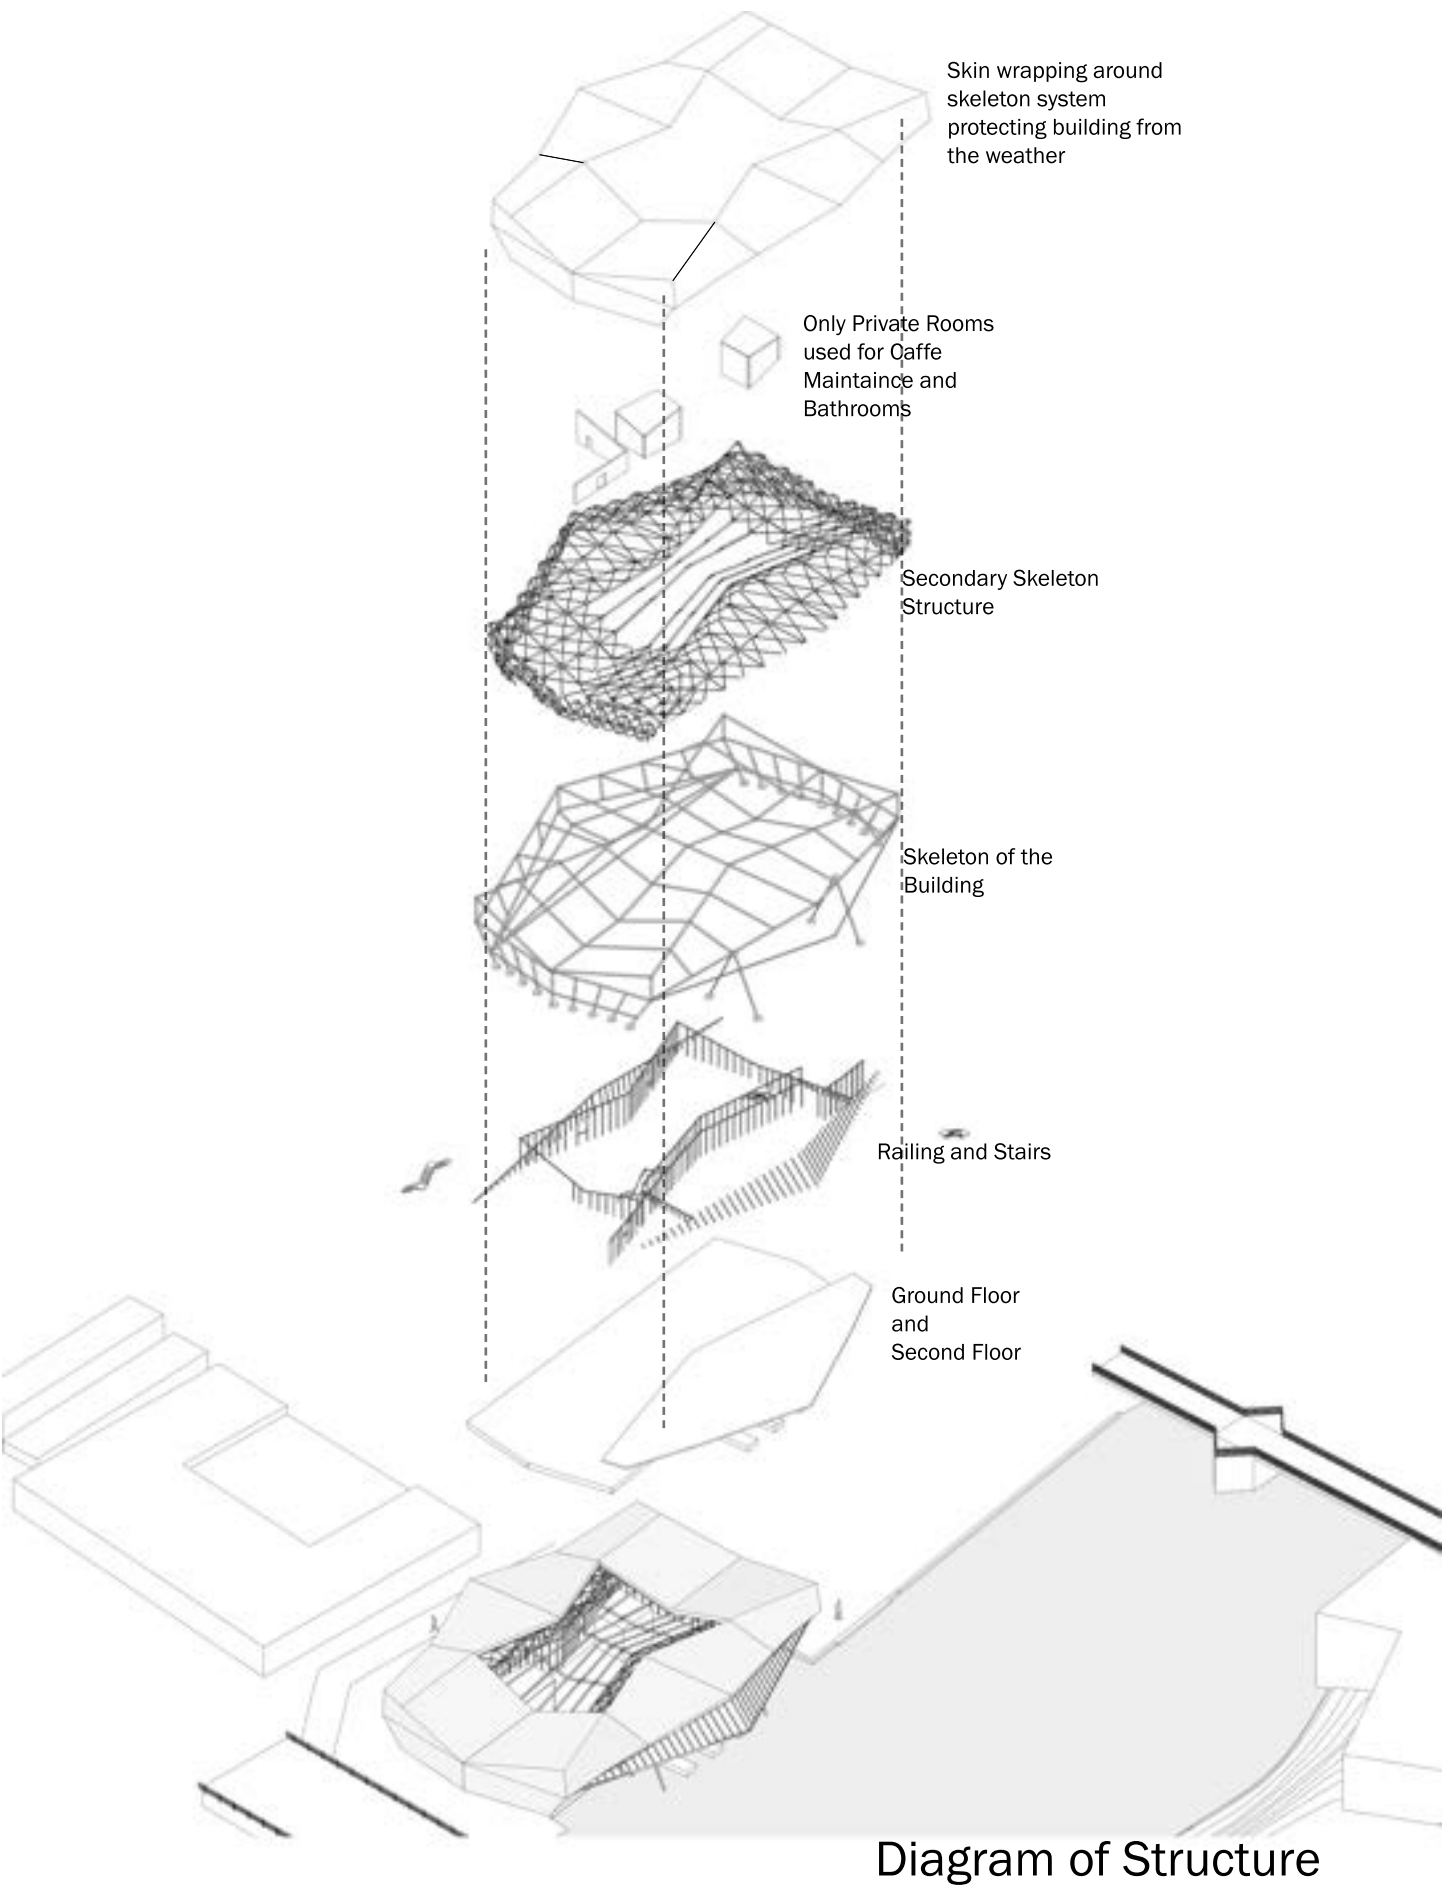 Skin wrapping around
skeleton system
protecting building from
the weather
Only Private Rooms
used for Caffe
Maintaince and
Bathrooms
Secondary Skeleton
Structure
Skeleton of the
Building
Railing and Stairs
Ground Floor
and
Second Floor
Diagram of Structure